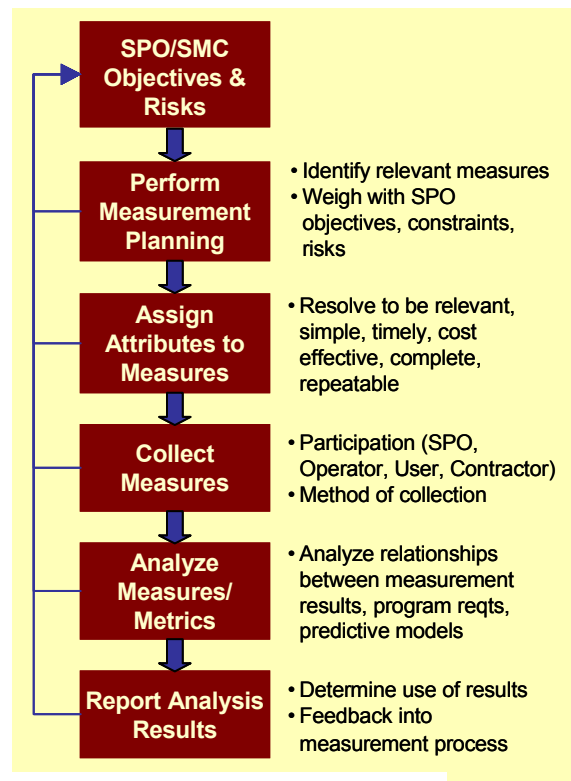 SPO/SMC
Objectives &
Risks
Perform
Measurement
Planning
• Identify relevant measures
• Weigh with SPO
objectives, constraints,
risks
Assign
Attributes to
Measures
• Resolve to be relevant,
simple, timely, cost
effective, complete,
repeatable
Collect
Measures
• Participation (SPO,
Operator, User, Contractor)
• Method of collection
Analyze
Measures/
Metrics
• Analyze relationships
between measurement
results, program reqts,
predictive models
Report Analysis
Results
• Determine use of results
• Feedback into
measurement process